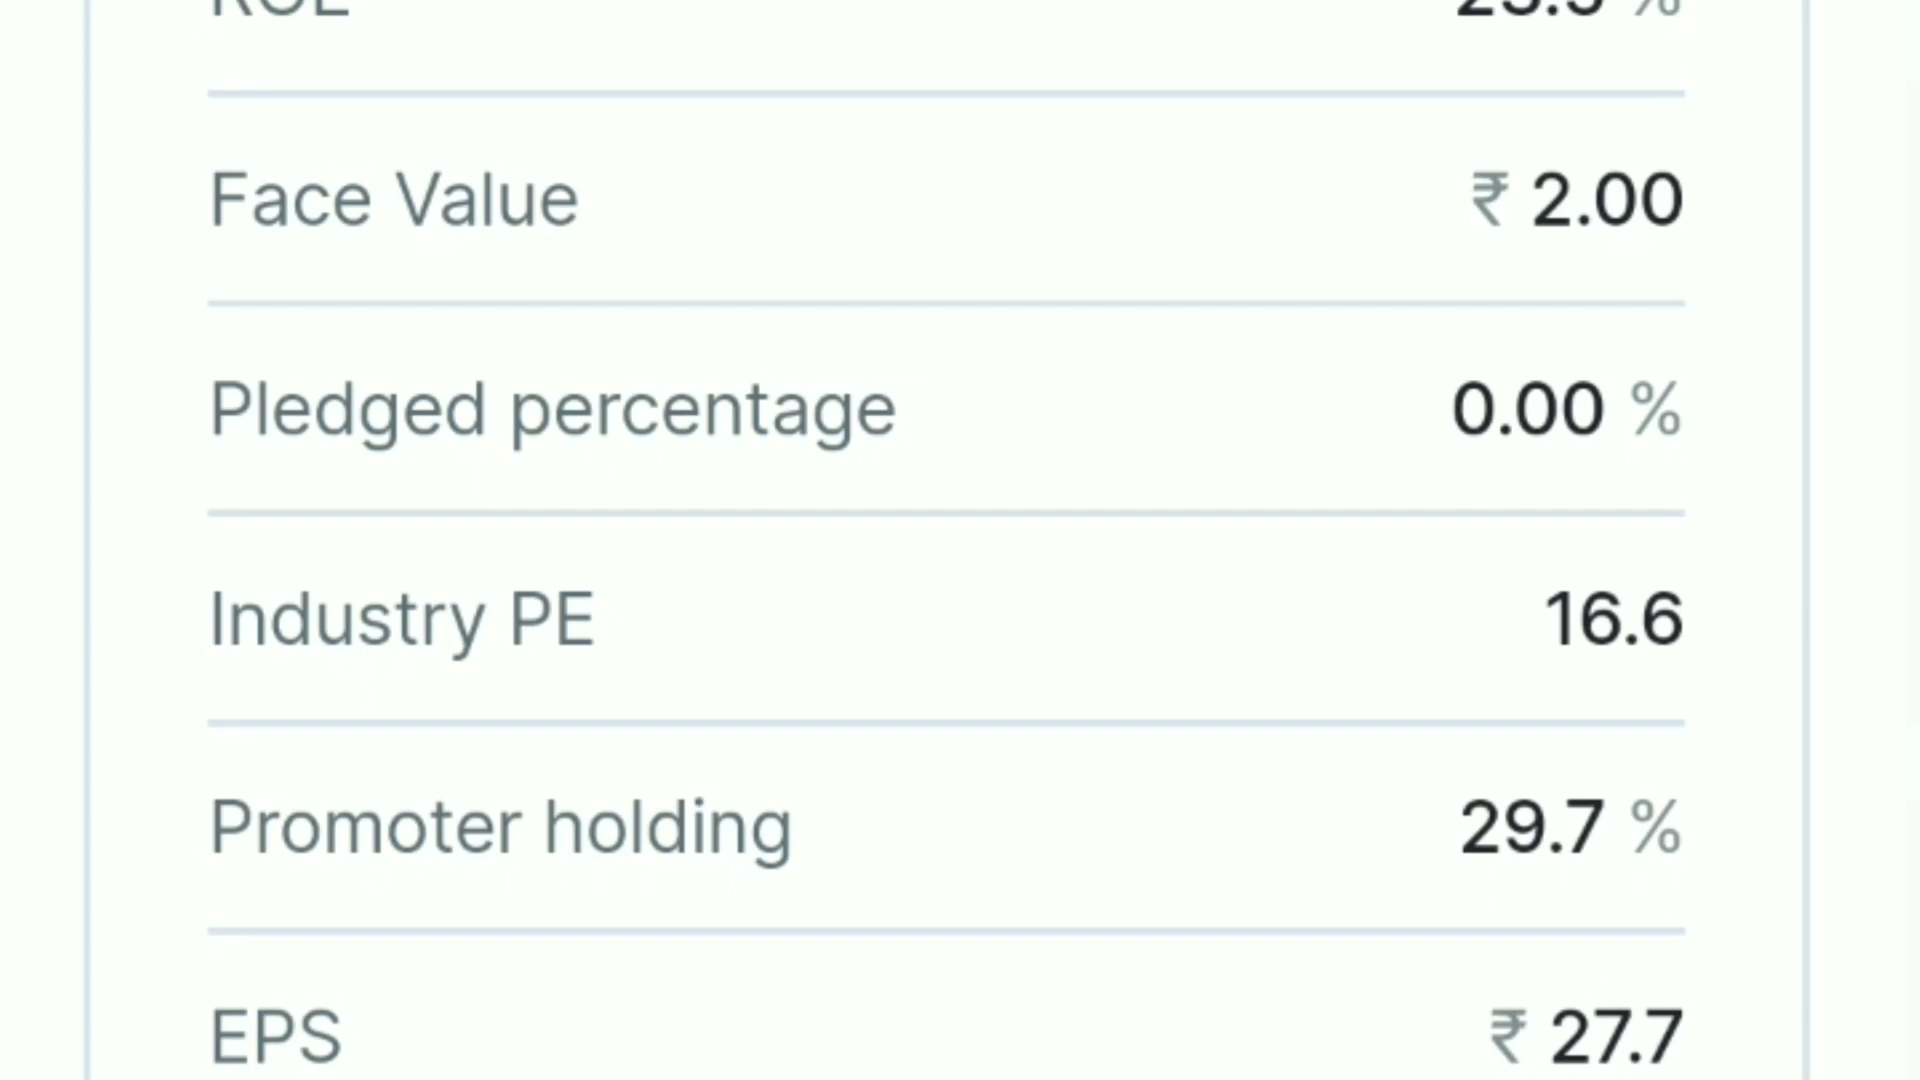 ROE
Face Value ₹ 2.00
Pledged percentage 0.00 %
Industry PE 16.6
Promoter holding 29.7 %
EPS ₹ 27.7